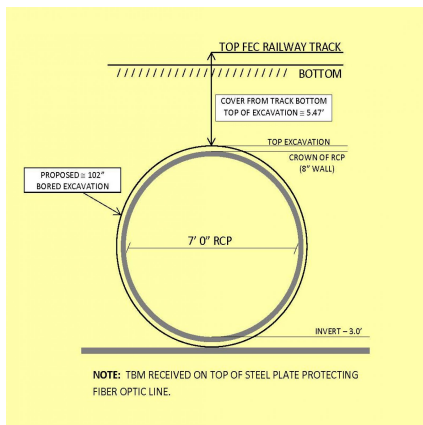 TOP FEC RAILWAY TRACK
BOTTOM
COVER FROM TRACK BOTTOM
TOP OF EXCAVATION ≅ 5.47'
TOP EXCAVATION
CROWN OF RCP
(8" WALL)
PROPOSED ≅ 102"
BORED EXCAVATION
7' 0" RCP
INVERT – 3.0'
NOTE: TBM RECEIVED ON TOP OF STEEL PLATE PROTECTING
FIBER OPTIC LINE.